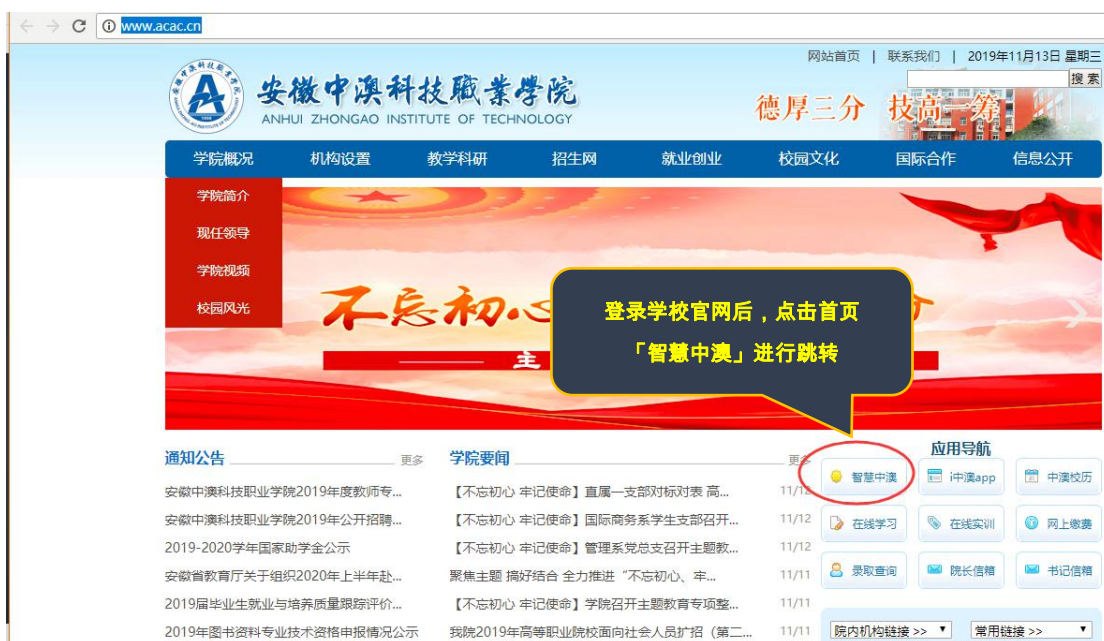 www.acac.cn
网站首页 | 联系我们 | 2019年11月13日 星期三
搜 索
安徽中澳科技職業學院
ANHUI ZHONGAO INSTITUTE OF TECHNOLOGY
德厚三分 技高一筹
学院概况 机构设置 教学科研 招生网 就业创业 校园文化 国际合作 信息公开
学院简介
现任领导
学院视频
校园风光
不忘初心
主
登录学校官网后，点击首页
「智慧中澳」进行跳转
通知公告 更多
安徽中澳科技职业学院2019年度教师专...
安徽中澳科技职业学院2019年公开招聘...
2019-2020学年国家助学金公示
安徽省教育厅关于组织2020年上半年赴...
2019届毕业生就业与培养质量跟踪评价...
2019年图书资料专业技术资格申报情况公示
学院要闻 更多
【不忘初心 牢记使命】直属一支部对标对表 高... 11/12
【不忘初心 牢记使命】国际商务系学生支部召开... 11/12
【不忘初心 牢记使命】管理系党总支召开主题教... 11/12
聚焦主题 搞好结合 全力推进“不忘初心、牢... 11/11
【不忘初心 牢记使命】学院召开主题教育专项整... 11/11
我院2019年高等职业院校面向社会人员扩招（第二... 11/11
应用导航
智慧中澳 i中澳app 中澳校历
在线学习 在线实训 网上缴费
录取查询 院长信箱 书记信箱
院内机构链接 >> 常用链接 >>